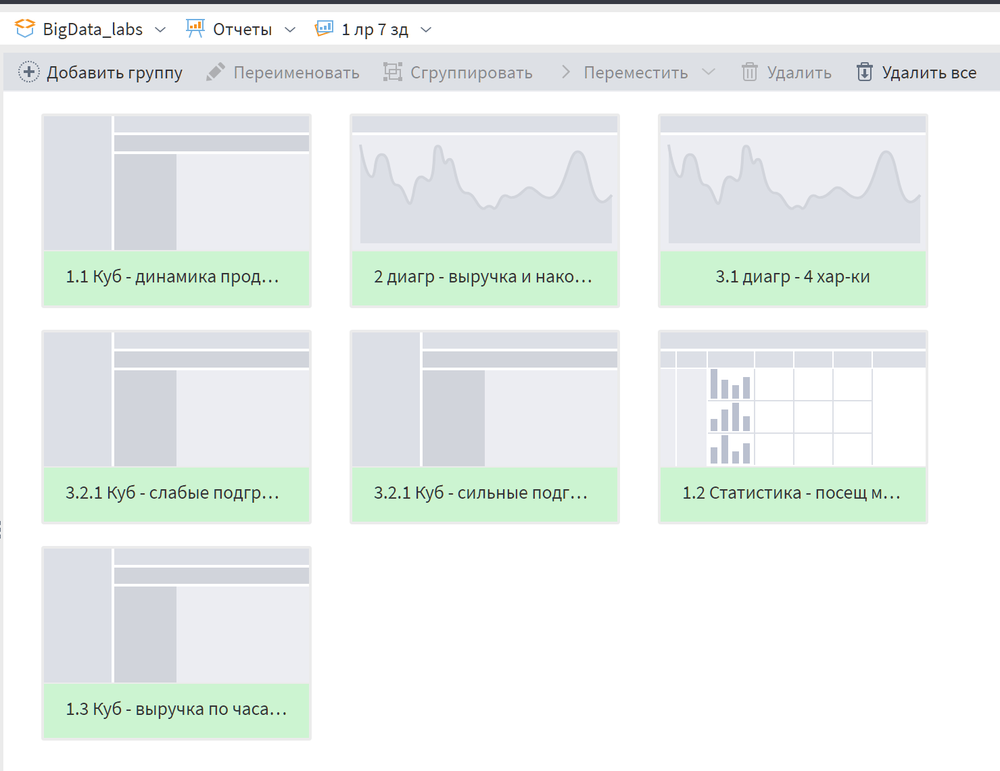 BigData_labs Отчеты 1 лр 7 зд
Добавить группу Переименовать Сгруппировать Переместить Удалить Удалить все
1.1 Куб - динамика прод...
2 диагр - выручка и нако...
3.1 диагр - 4 хар-ки
3.2.1 Куб - слабые подгр...
3.2.1 Куб - сильные подг...
1.2 Статистика - посещ м...
1.3 Куб - выручка по часа...